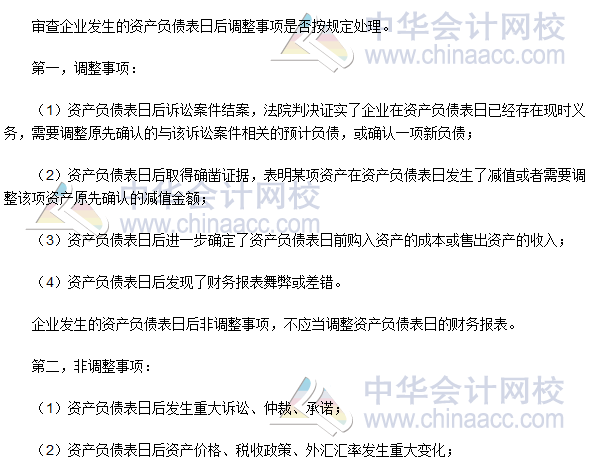 审查企业发生的资产负债表日后调整事项是否按规定处理。
中华会计网校
www.chinaacc.com
第一，调整事项：
（1）资产负债表日后诉讼案件结案，法院判决证实了企业在资产负债表日已经存在现时义
务，需要调整原先确认的与该诉讼案件相关的预计负债，或确认一项新负债；
（2）资产负债表日后取得确凿证据，表明某项资产在资产负债表日发生了减值或者需要调
整该项资产原先确认的减值金额；
中华会计网校
www.chinaacc.com
（3）资产负债表日后进一步确定了资产负债表日前购入资产的成本或售出资产的收入；
（4）资产负债表日后发现了财务报表舞弊或差错。
企业发生的资产负债表日后非调整事项，不应当调整资产负债表日的财务报表。
第二，非调整事项：
中华会计网校
www.chinaacc.com
（1）资产负债表日后发生重大诉讼、仲裁、承诺；
（2）资产负债表日后资产价格、税收政策、外汇汇率发生重大变化；